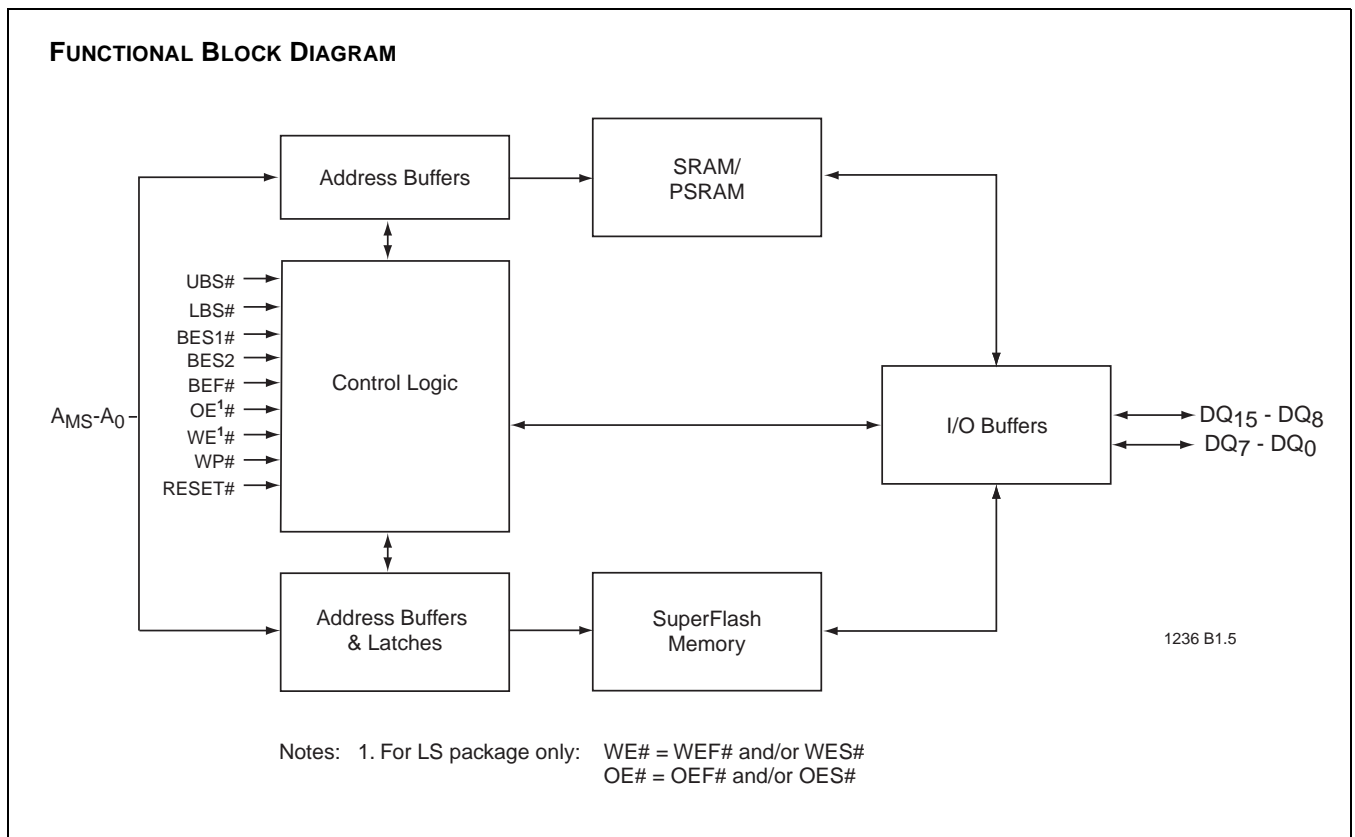 FUNCTIONAL BLOCK DIAGRAM
Address Buffers
SRAM/
PSRAM
UBS#
LBS#
BES1#
BES2
BEF#
OE1#
WE1#
WP#
RESET#
Control Logic
AMS-A0
I/O Buffers
DQ15 - DQ8
DQ7 - DQ0
Address Buffers
& Latches
SuperFlash
Memory
1236 B1.5
Notes: 1. For LS package only: WE# = WEF# and/or WES#
OE# = OEF# and/or OES#